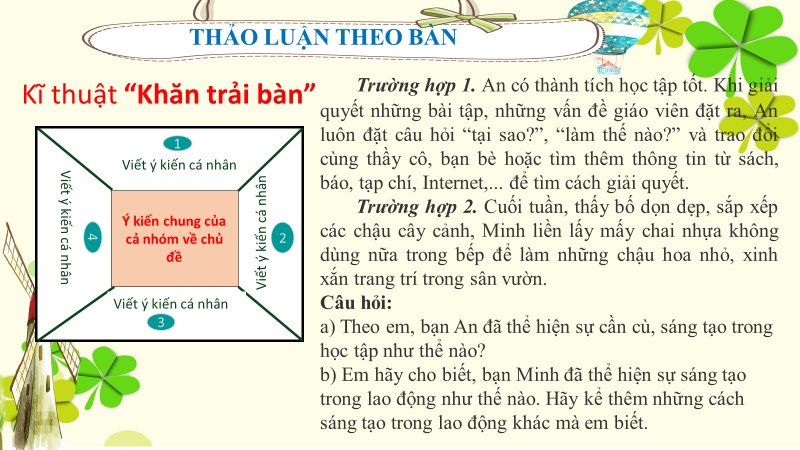 THẢO LUẬN THEO BÀN
Kĩ thuật “Khăn trải bàn”
1
Viết ý kiến cá nhân
Viết ý kiến cá nhân
4
Ý kiến chung của
cả nhóm về chủ
đề
Viết ý kiến cá nhân
2
Viết ý kiến cá nhân
3
Trường hợp 1. An có thành tích học tập tốt. Khi giải
quyết những bài tập, những vấn đề giáo viên đặt ra, An
luôn đặt câu hỏi “tại sao?”, “làm thế nào?” và trao đổi
cùng thầy cô, bạn bè hoặc tìm thêm thông tin từ sách,
báo, tạp chí, Internet,... để tìm cách giải quyết.
Trường hợp 2. Cuối tuần, thấy bố dọn dẹp, sắp xếp
các chậu cây cảnh, Minh liền lấy mấy chai nhựa không
dùng nữa trong bếp để làm những chậu hoa nhỏ, xinh
xắn trang trí trong sân vườn.
Câu hỏi:
a) Theo em, bạn An đã thể hiện sự cần cù, sáng tạo trong
học tập như thế nào?
b) Em hãy cho biết, bạn Minh đã thể hiện sự sáng tạo
trong lao động như thế nào. Hãy kể thêm những cách
sáng tạo trong lao động khác mà em biết.